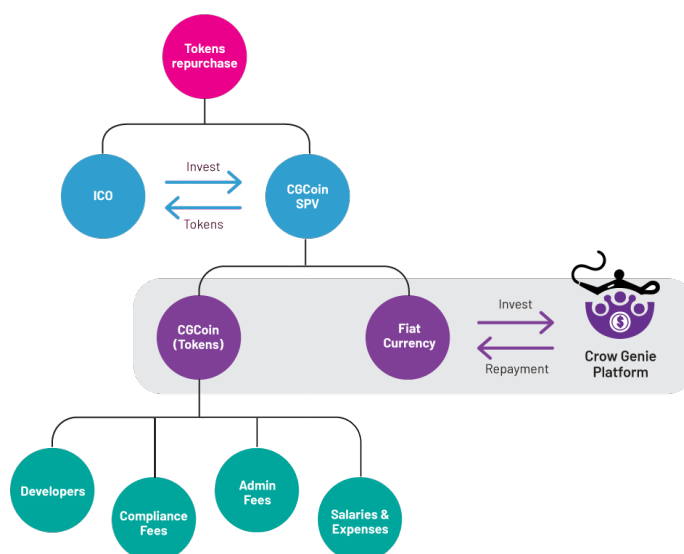 Tokens
repurchase
ICO
Invest
Tokens
CGCoin
SPV
CGCoin
(Tokens)
Fiat
Currency
Invest
Repayment
$
Crow Genie
Platform
Developers
Compliance
Fees
Admin
Fees
Salaries &
Expenses